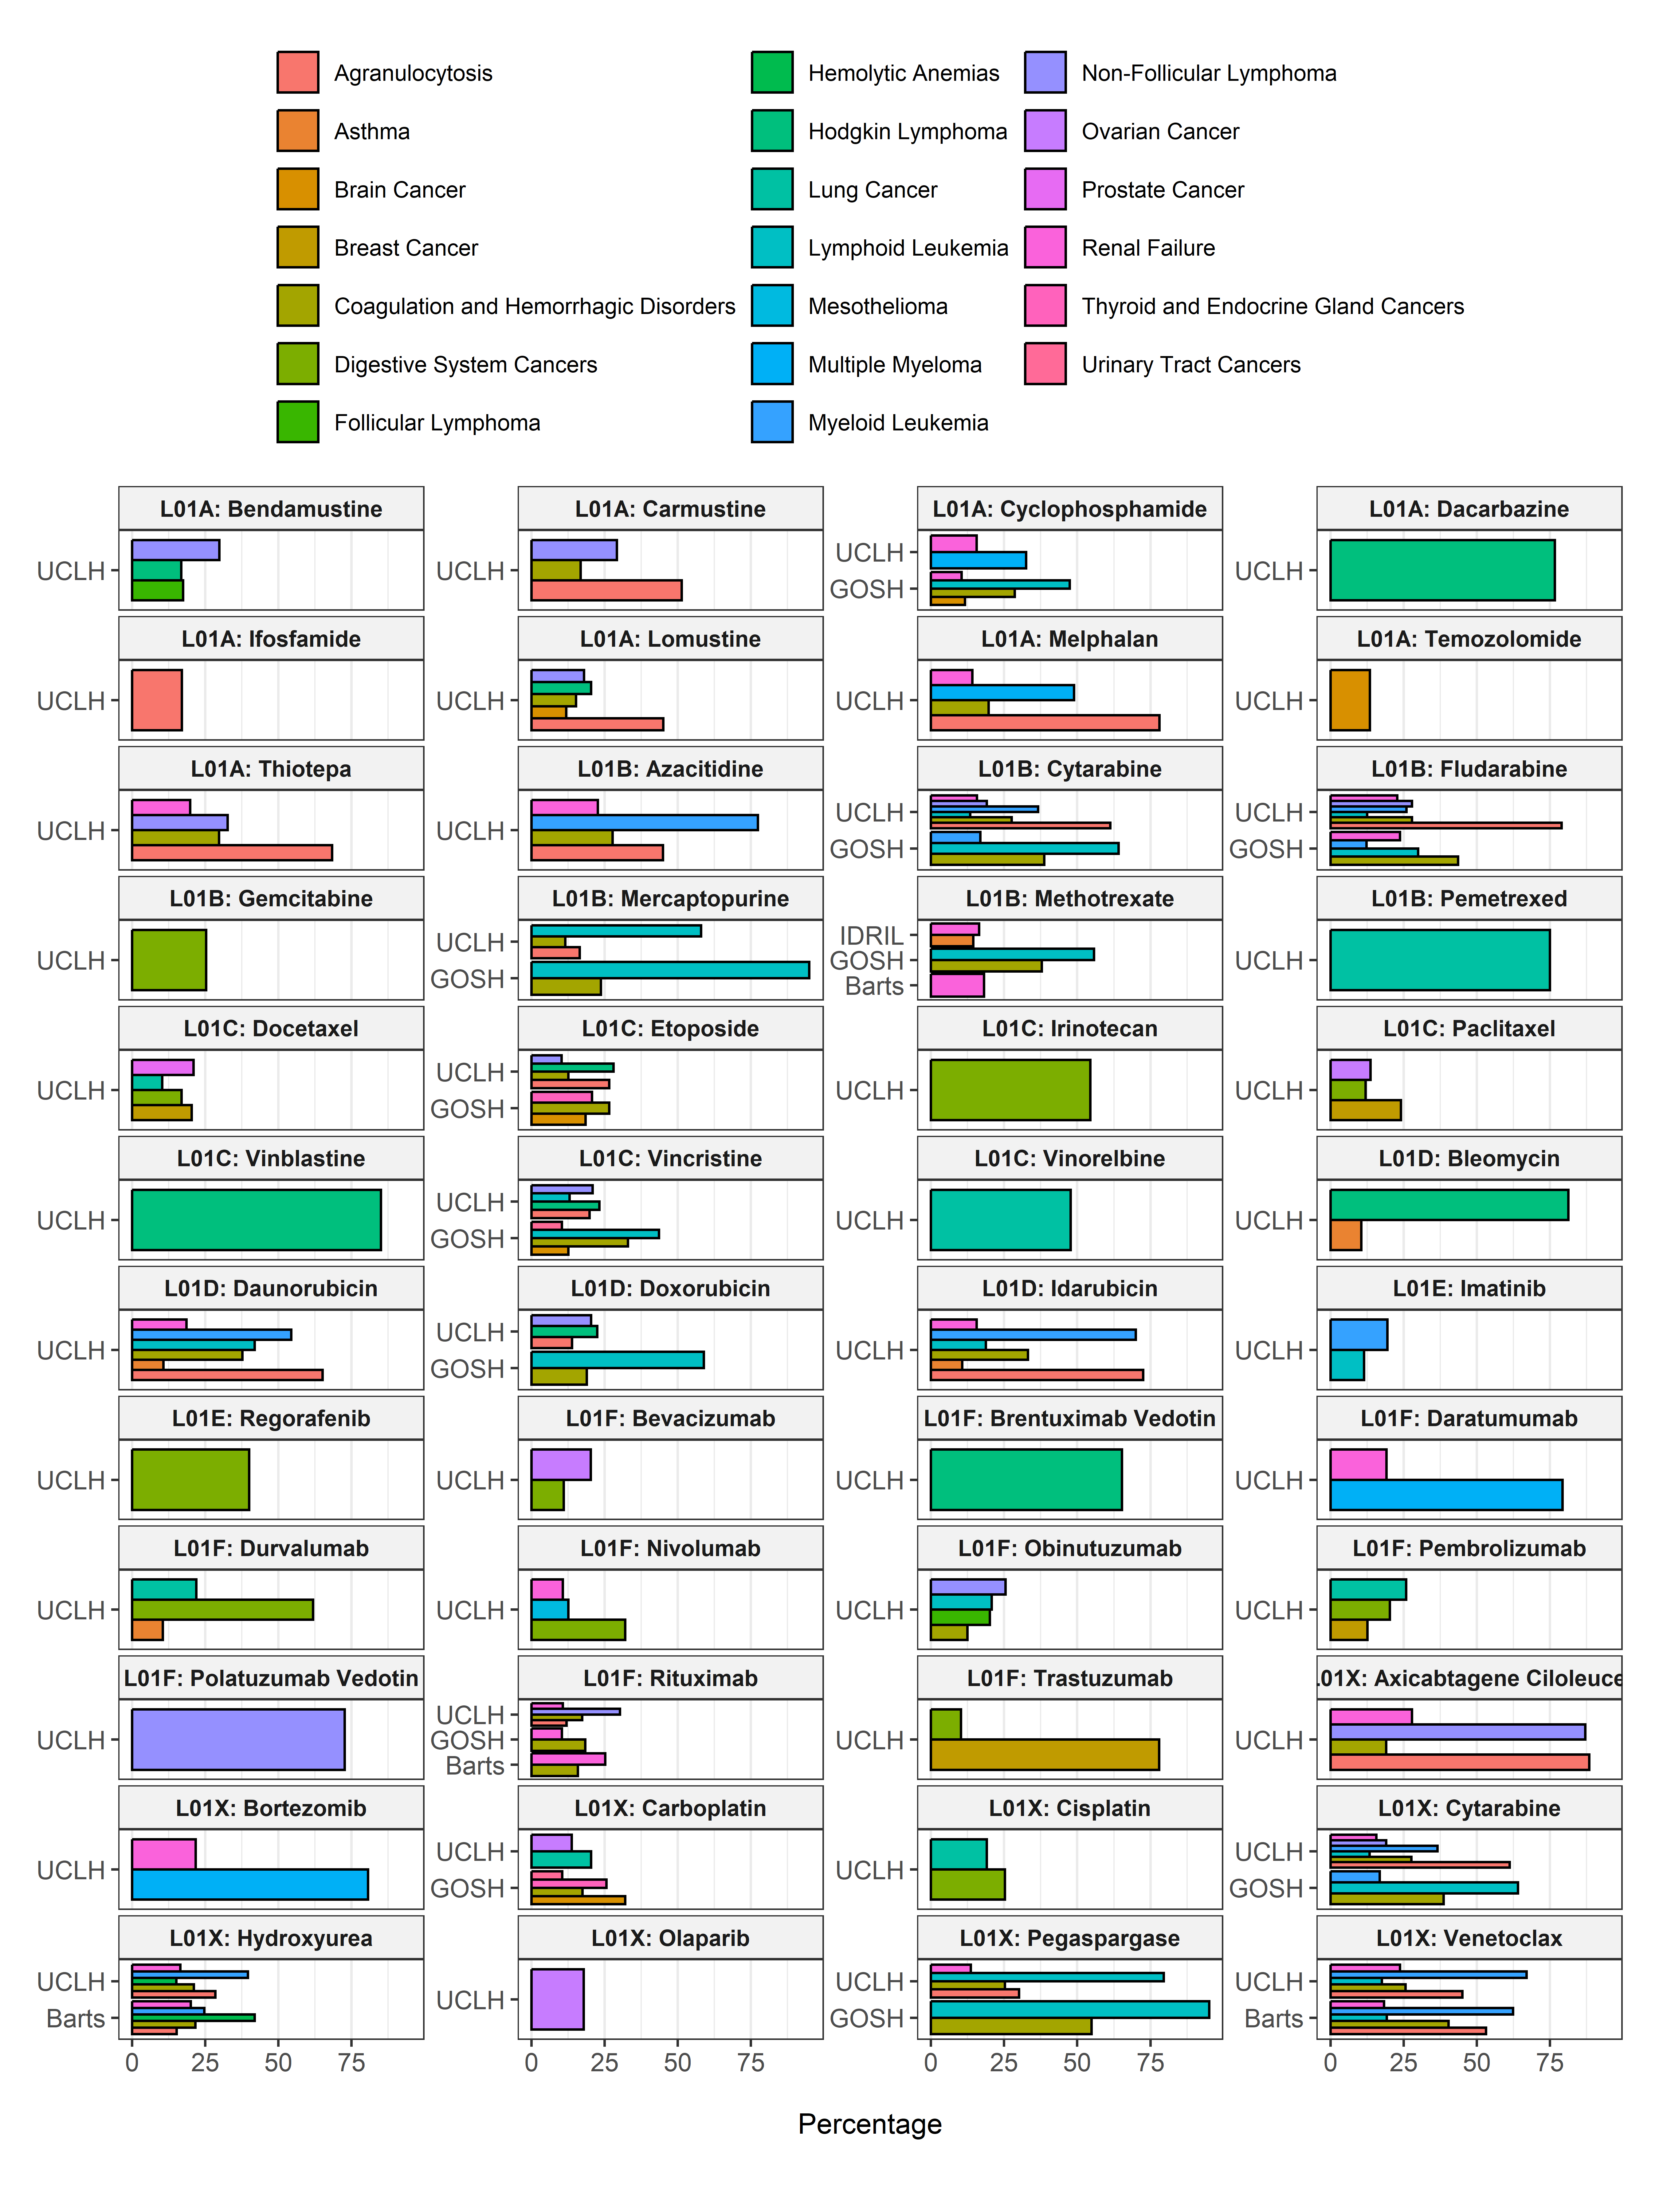 Agranulocytosis
Asthma
Brain Cancer
Breast Cancer
Coagulation and Hemorrhagic Disorders
Digestive System Cancers
Follicular Lymphoma
Hemolytic Anemias
Hodgkin Lymphoma
Lung Cancer
Lymphoid Leukemia
Mesothelioma
Multiple Myeloma
Myeloid Leukemia
Non-Follicular Lymphoma
Ovarian Cancer
Prostate Cancer
Renal Failure
Thyroid and Endocrine Gland Cancers
Urinary Tract Cancers
L01A: Bendamustine
UCLH
L01A: Carmustine
UCLH
L01A: Cyclophosphamide
UCLH
GOSH
L01A: Dacarbazine
UCLH
L01A: Ifosfamide
UCLH
L01A: Lomustine
UCLH
L01A: Melphalan
UCLH
L01A: Temozolomide
UCLH
L01A: Thiotepa
UCLH
L01B: Azacitidine
UCLH
L01B: Cytarabine
UCLH
GOSH
L01B: Fludarabine
UCLH
GOSH
L01B: Gemcitabine
UCLH
L01B: Mercaptopurine
UCLH
GOSH
L01B: Methotrexate
IDRIL
GOSH
Barts
L01B: Pemetrexed
UCLH
L01C: Docetaxel
UCLH
L01C: Etoposide
UCLH
GOSH
L01C: Irinotecan
UCLH
L01C: Paclitaxel
UCLH
L01C: Vinblastine
UCLH
L01C: Vincristine
UCLH
GOSH
L01C: Vinorelbine
UCLH
L01D: Bleomycin
UCLH
L01D: Daunorubicin
UCLH
L01D: Doxorubicin
UCLH
GOSH
L01D: Idarubicin
UCLH
L01E: Imatinib
UCLH
L01E: Regorafenib
UCLH
L01F: Bevacizumab
UCLH
L01F: Brentuximab Vedotin
UCLH
L01F: Daratumumab
UCLH
L01F: Durvalumab
UCLH
L01F: Nivolumab
UCLH
L01F: Obinutuzumab
UCLH
L01F: Pembrolizumab
UCLH
L01F: Polatuzumab Vedotin
UCLH
L01F: Rituximab
UCLH
GOSH
Barts
L01F: Trastuzumab
UCLH
01X: Axicabtagene Ciloleuce
UCLH
L01X: Bortezomib
UCLH
L01X: Carboplatin
UCLH
GOSH
L01X: Cisplatin
UCLH
L01X: Cytarabine
UCLH
GOSH
L01X: Hydroxyurea
UCLH
Barts
L01X: Olaparib
UCLH
L01X: Pegaspargase
UCLH
GOSH
L01X: Venetoclax
UCLH
Barts
0 25 50 75
0 25 50 75
0 25 50 75
0 25 50 75
Percentage